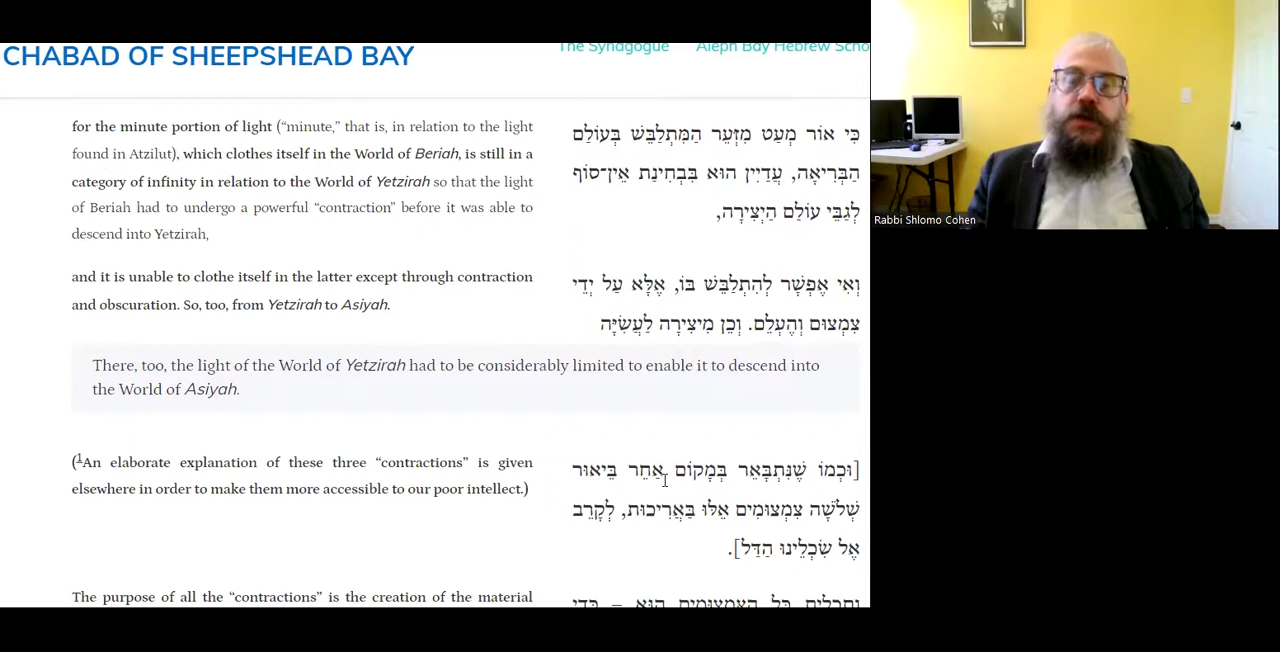 CHABAD OF SHEEPSHEAD BAY
The Synagogue
Aleph Bay Hebrew Scho
for the minute portion of light (“minute,” that is, in relation to the light
found in Atzilut), which clothes itself in the World of Beriah, is still in a
category of infinity in relation to the World of Yetzirah so that the light
of Beriah had to undergo a powerful “contraction” before it was able to
descend into Yetzirah,
כִּי אוֹר מְעַט מִזְּעֵר הַמִּתְלַבֵּשׁ בְּעוֹלַם
הַבְּרִיאָה, עֲדַיִין הוּא בִּבְחִינַת אֵין־סוֹף
לְגַבֵּי עוֹלַם הַיְצִירָה,
and it is unable to clothe itself in the latter except through contraction
and obscuration. So, too, from Yetzirah to Asiyah.
וְאִי אֶפְשָׁר לְהִתְלַבֵּשׁ בּוֹ, אֶלָּא עַל יְדֵי
צִמְצוּם וְהֶעְלֵם. וְכֵן מִיצִירָה לַעֲשִׂיָּה
There, too, the light of the World of Yetzirah had to be considerably limited to enable it to descend into
the World of Asiyah.
(1An elaborate explanation of these three “contractions” is given
elsewhere in order to make them more accessible to our poor intellect.)
[וּכְמוֹ שֶׁנִּתְבָּאֵר בְּמָקוֹם אַחֵר בֵּיאוּר
שְׁלֹשָׁה צִמְצוּמִים אֵלּוּ בַּאֲרִיכוּת, לְקָרֵב
אֶל שִׂכְלֵינוּ הַדַּל].
The purpose of all the “contractions” is the creation of the material
וְתַכְלִית כָּל הַצִּמְצוּמִים הוּא – כְּדֵי
Rabbi Shlomo Cohen